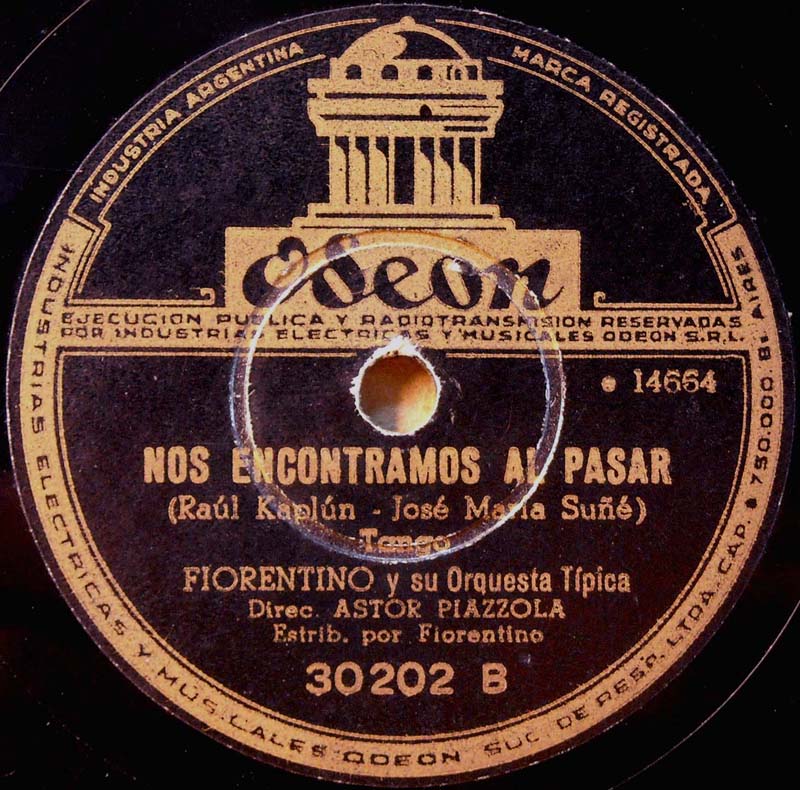 INDUSTRIA ARGENTINA
MARCA REGISTRADA
Odeon
EJECUCION PUBLICA Y RADIOTRANSMISION RESERVADAS
POR INDUSTRIAS ELECTRICAS Y MUSICALES ODEON S.R.L.
e 14664
NOS ENCONTRAMOS AL PASAR
(Raúl Kaplún - José María Suñé)
Tango
FIORENTINO y su Orquesta Típica
Direc. ASTOR PIAZZOLA
Estrib. por Fiorentino
30202 B
INDUSTRIAS ELECTRICAS Y MUSICALES ODEON SUC. DE RESP. LTDA. CAP. $ 750.000 Bs. AIRES